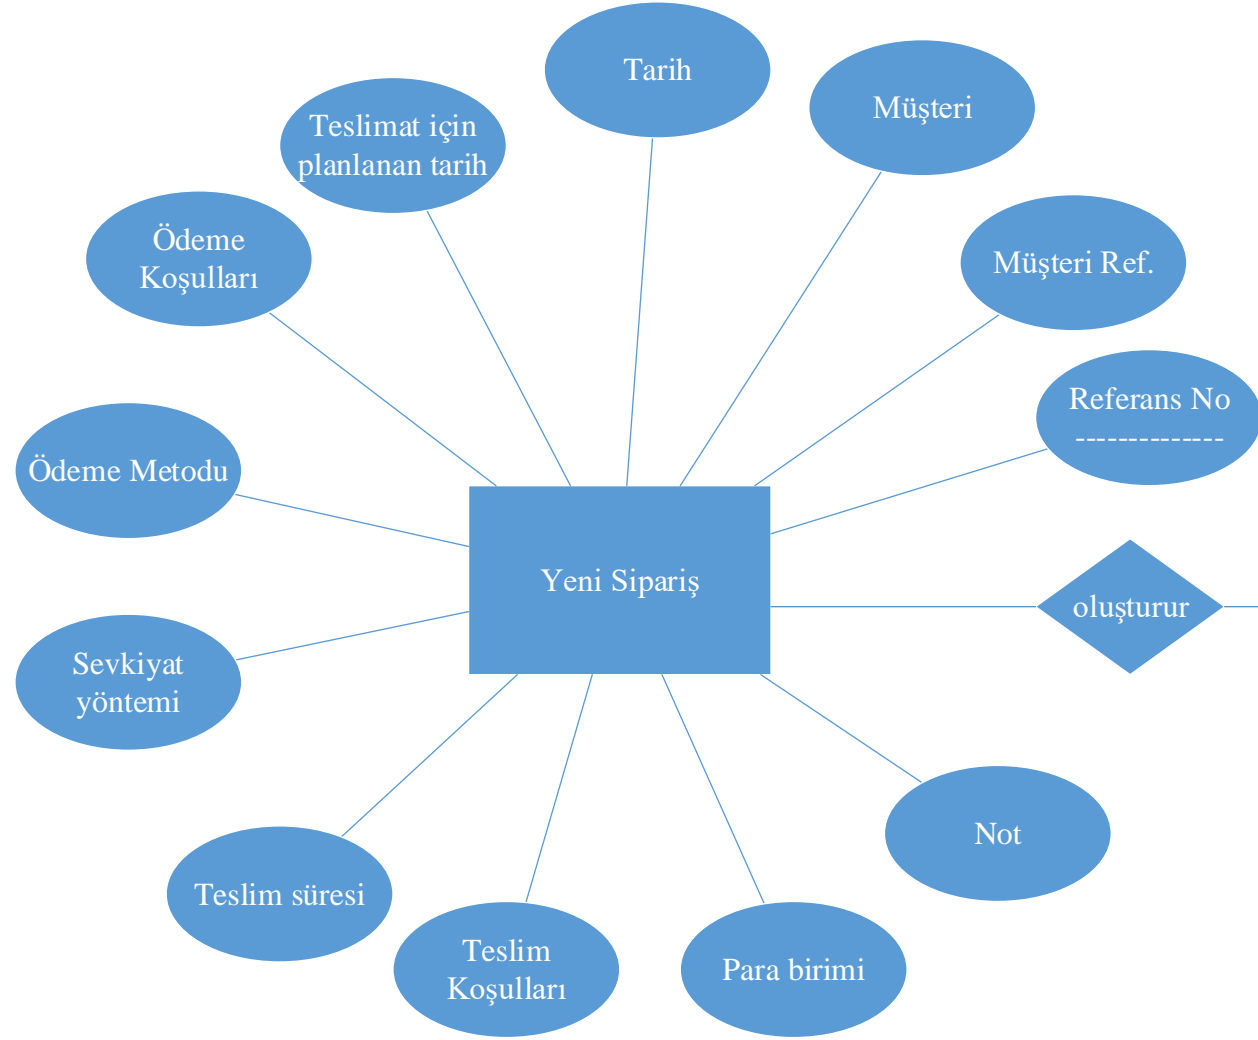 Tarih
Müşteri
Teslimat için
planlanan tarih
Ödeme
Koşulları
Müşteri Ref.
Referans No
--------------
Ödeme Metodu
Yeni Sipariş
oluşturur
Sevkiyat
yöntemi
Not
Teslim süresi
Teslim
Koşulları
Para birimi